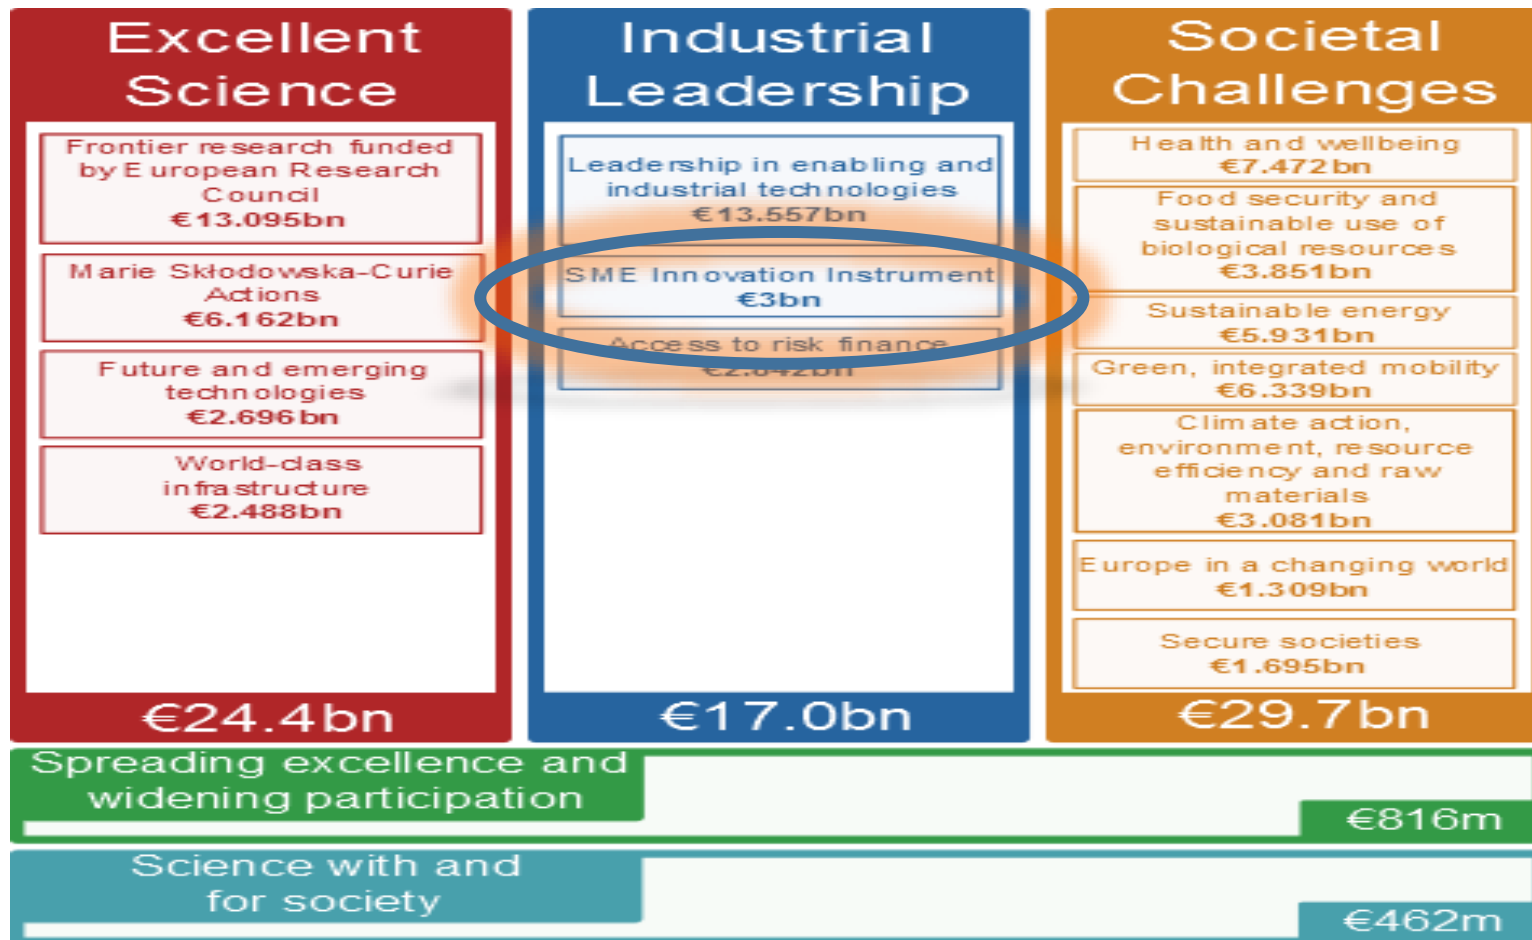 Excellent
Science
Frontier research funded
by European Research
Council
€13.095bn
Marie Skłodowska-Curie
Actions
€6.162bn
Future and emerging
technologies
€2.696bn
World-class
infrastructure
€2.488bn
€24.4bn
Industrial
Leadership
Leadership in enabling and
industrial technologies
€13.557bn
SME Innovation Instrument
€3bn
Access to risk finance
€2.842bn
€17.0bn
Societal
Challenges
Health and wellbeing
€7.472bn
Food security and
sustainable use of
biological resources
€3.851bn
Sustainable energy
€5.931bn
Green, integrated mobility
€6.339bn
Climate action,
environment, resource
efficiency and raw
materials
€3.081bn
Europe in a changing world
€1.309bn
Secure societies
€1.695bn
€29.7bn
Spreading excellence and
widening participation
€816m
Science with and
for society
€462m